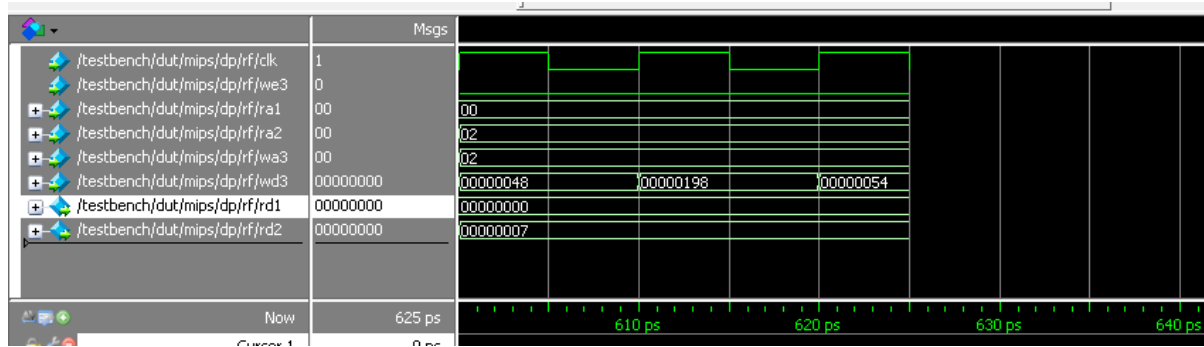 Msgs
/testbench/dut/mips/dp/rf/clk 1
/testbench/dut/mips/dp/rf/we3 0
/testbench/dut/mips/dp/rf/ra1 00 00
/testbench/dut/mips/dp/rf/ra2 00 02
/testbench/dut/mips/dp/rf/wa3 00 02
/testbench/dut/mips/dp/rf/wd3 00000000 00000048 00000198 00000054
/testbench/dut/mips/dp/rf/rd1 00000000 00000000
/testbench/dut/mips/dp/rf/rd2 00000000 00000007
Now 625 ps 610 ps 620 ps 630 ps 640 ps
Cursor 1 0 ps